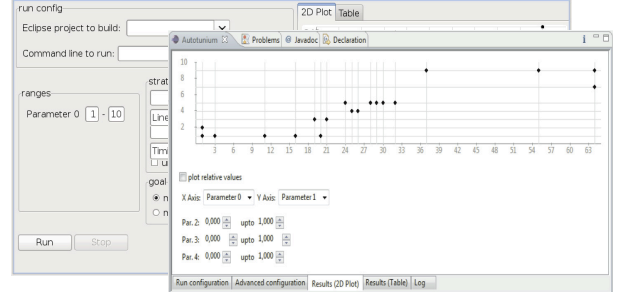 run config
Eclipse project to build:
Command line to run:
ranges
Parameter 0 1 - 10
strat
Line
Tim
goal
Run Stop
2D Plot Table
Autotunium Problems @ Javadoc Declaration
10
8
6
4
2
3 6 9 12 15 18 21 24 27 30 33 36 39 42 45 48 51 54 57 60 63
plot relative values
X Axis: Parameter 0 Y Axis: Parameter 1
Par. 2: 0,000 upto 1,000
Par. 3: 0,000 upto 1,000
Par. 4: 0,000 upto 1,000
Run configuration Advanced configuration Results (2D Plot) Results (Table) Log